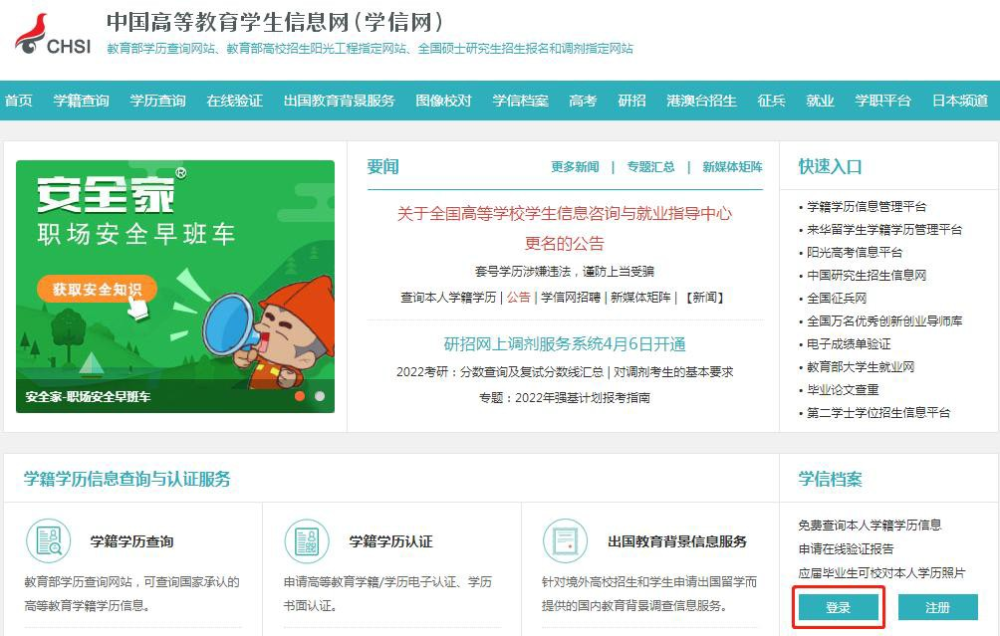 中国高等教育学生信息网(学信网)
CHSI
教育部学历查询网站、教育部高校招生阳光工程指定网站、全国硕士研究生招生报名和调剂指定网站
首页 学籍查询 学历查询 在线验证 出国教育背景服务 图像校对 学信档案 高考 研招 港澳台招生 征兵 就业 学职平台 日本频道
安全家®
职场安全早班车
获取安全知识
安全家-职场安全早班车
要闻 更多新闻 | 专题汇总 | 新媒体矩阵
关于全国高等学校学生信息咨询与就业指导中心
更名的公告
套号学历涉嫌违法，谨防上当受骗
查询本人学籍学历 | 公告 | 学信网招聘 | 新媒体矩阵 | 【新闻】
研招网上调剂服务系统4月6日开通
2022考研：分数查询及复试分数线汇总 | 对调剂考生的基本要求
专题：2022年强基计划报考指南
快速入口
• 学籍学历信息管理平台
• 来华留学生学籍学历管理平台
• 阳光高考信息平台
• 中国研究生招生信息网
• 全国征兵网
• 全国万名优秀创新创业导师库
• 电子成绩单验证
• 教育部大学生就业网
• 毕业论文查重
• 第二学士学位招生信息平台
学籍学历信息查询与认证服务
学籍学历查询
教育部学历查询网站，可查询国家承认的
高等教育学籍学历信息。
学籍学历认证
申请高等教育学籍/学历电子认证、学历
书面认证。
出国教育背景信息服务
针对境外高校招生和学生申请出国留学而
提供的国内教育背景调查信息服务。
学信档案
免费查询本人学籍学历信息
申请在线验证报告
应届毕业生可校对本人学历照片
登录 注册